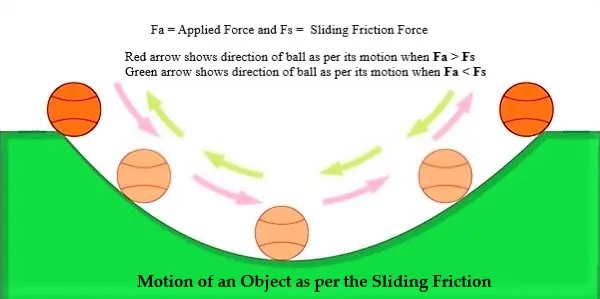 Fa = Applied Force and Fs = Sliding Friction Force
Red arrow shows direction of ball as per its motion when Fa > Fs
Green arrow shows direction of ball as per its motion when Fa < Fs
Motion of an Object as per the Sliding Friction